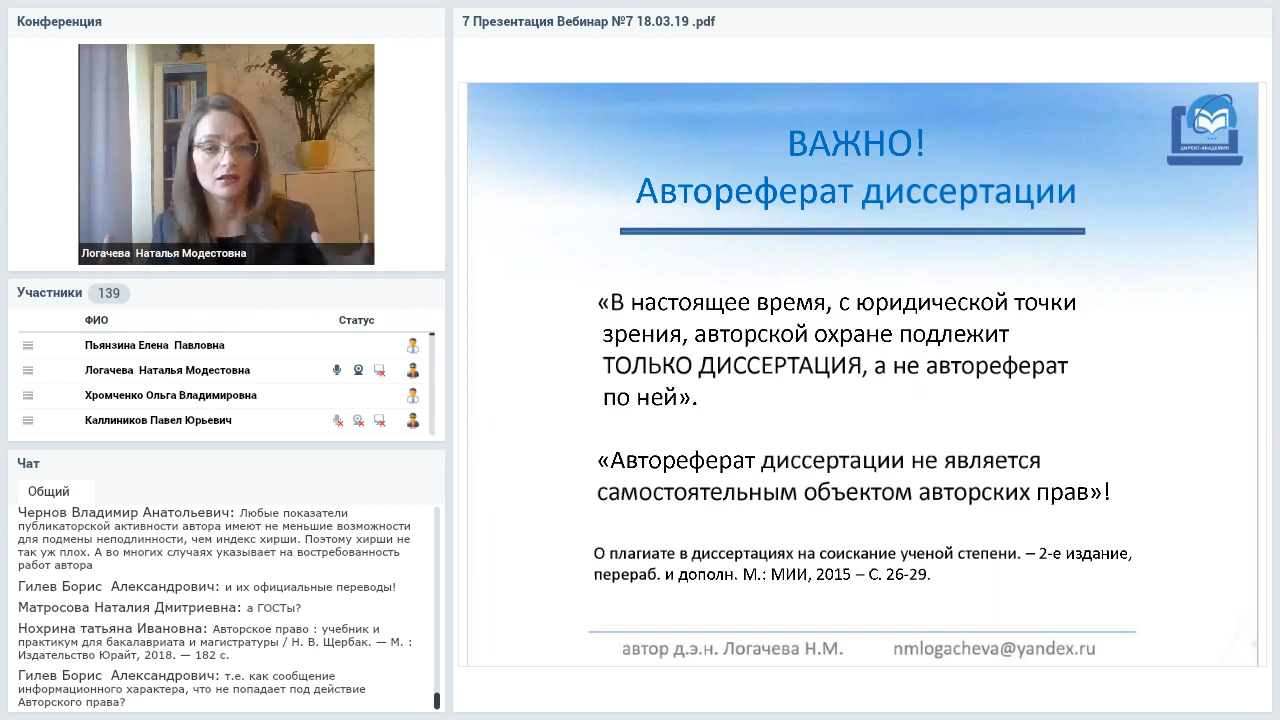 Конференция
Логачева Наталья Модестовна
Участники 139
ФИО Статус
Пьянзина Елена Павловна
Логачева Наталья Модестовна
Хромченко Ольга Владимировна
Каллиников Павел Юрьевич
Чат
Общий
Чернов Владимир Анатольевич: Любые показатели
публикаторской активности автора имеют не меньшие возможности
для подмены неподлинности, чем индекс хирши. Поэтому хирши не
так уж плох. А во многих случаях указывает на востребованность
работ автора
Гилев Борис Александрович: и их официальные переводы!
Матросова Наталия Дмитриевна: а ГОСТы?
Нохрина татьяна Ивановна: Авторское право : учебник и
практикум для бакалавриата и магистратуры / Н. В. Щербак. — М. :
Издательство Юрайт, 2018. — 182 с.
Гилев Борис Александрович: т.е. как сообщение
информационного характера, что не попадает под действие
Авторского права?
7 Презентация Вебинар №7 18.03.19 .pdf
ДИРЕКТ-АКАДЕМИЯ
ВАЖНО!
Автореферат диссертации
«В настоящее время, с юридической точки
зрения, авторской охране подлежит
ТОЛЬКО ДИССЕРТАЦИЯ, а не автореферат
по ней».
«Автореферат диссертации не является
самостоятельным объектом авторских прав»!
О плагиате в диссертациях на соискание ученой степени. – 2-е издание,
перераб. и дополн. М.: МИИ, 2015 – С. 26-29.
автор д.э.н. Логачева Н.М. nmlogacheva@yandex.ru